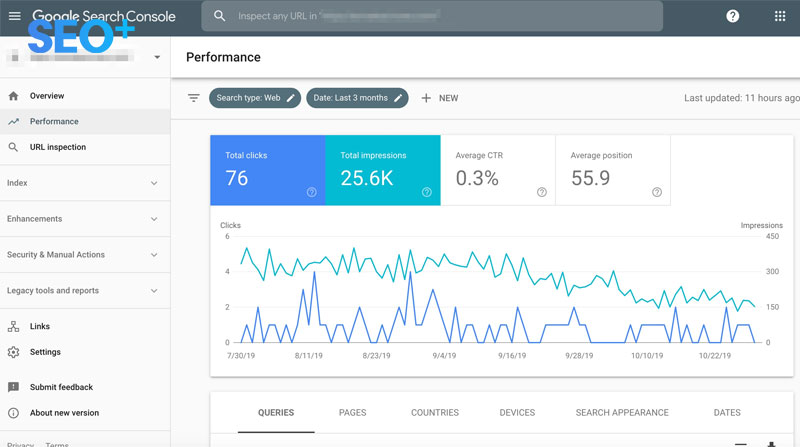 Google Search Console
Inspect any URL in "
SEO+
Performance
Overview
Performance
URL inspection
Index
Enhancements
Security & Manual Actions
Legacy tools and reports
Links
Settings
Submit feedback
About new version
Privacy Terms
Search type: Web
Date: Last 3 months
+ NEW
Last updated: 11 hours ago
Total clicks
76
Total impressions
25.6K
Average CTR
0.3%
Average position
55.9
Clicks
Impressions
6
4
2
0
450
300
150
0
7/30/19 8/11/19 8/23/19 9/4/19 9/16/19 9/28/19 10/10/19 10/22/19
QUERIES PAGES COUNTRIES DEVICES SEARCH APPEARANCE DATES